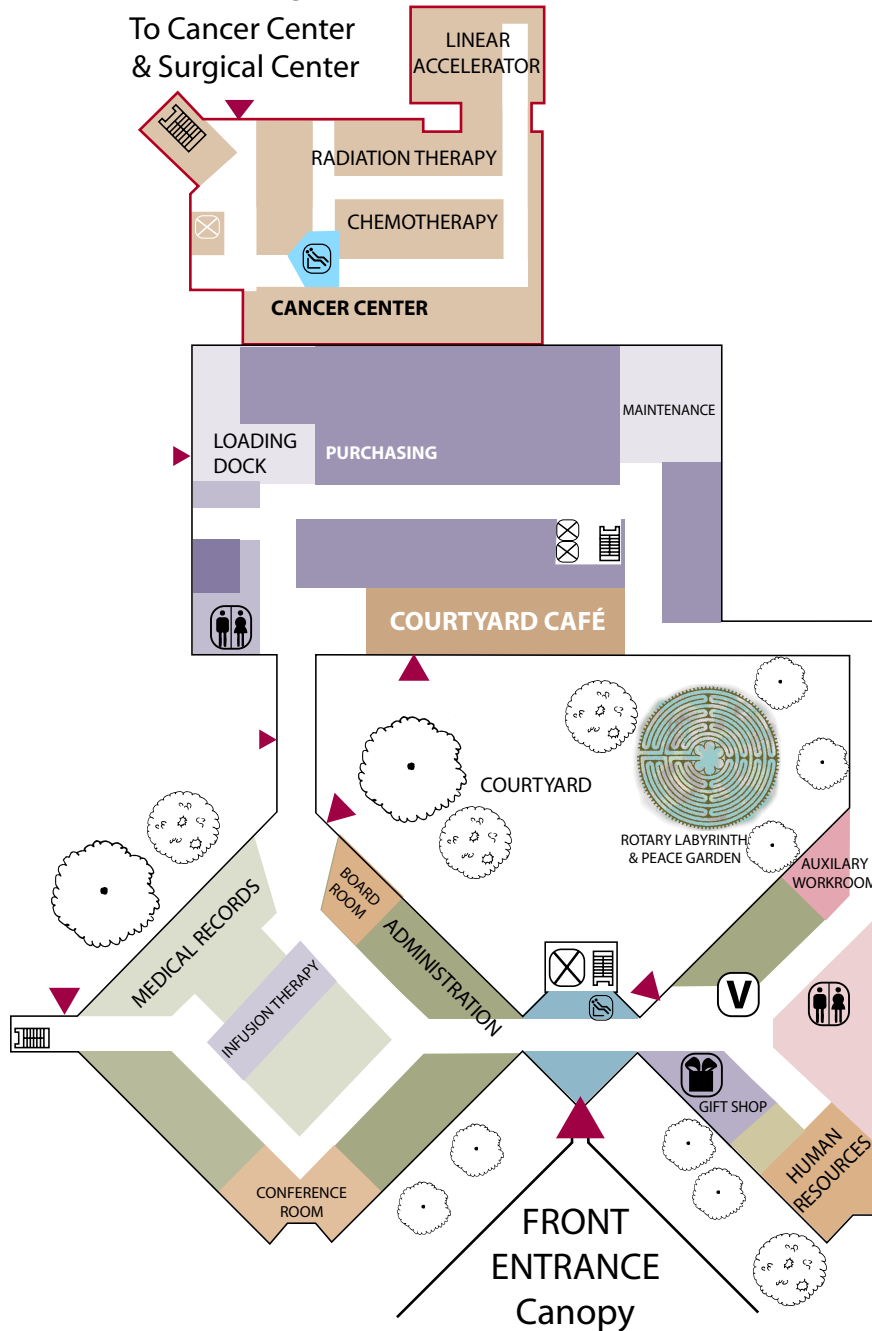 To Cancer Center
& Surgical Center
LINEAR
ACCELERATOR
RADIATION THERAPY
CHEMOTHERAPY
CANCER CENTER
MAINTENANCE
LOADING
DOCK
PURCHASING
COURTYARD CAFÉ
COURTYARD
ROTARY LABYRINTH
& PEACE GARDEN
AUXILARY
WORKROOM
BOARD
ROOM
MEDICAL RECORDS
ADMINISTRATION
INFUSION THERAPY
V
GIFT SHOP
HUMAN
RESOURCES
CONFERENCE
ROOM
FRONT
ENTRANCE
Canopy